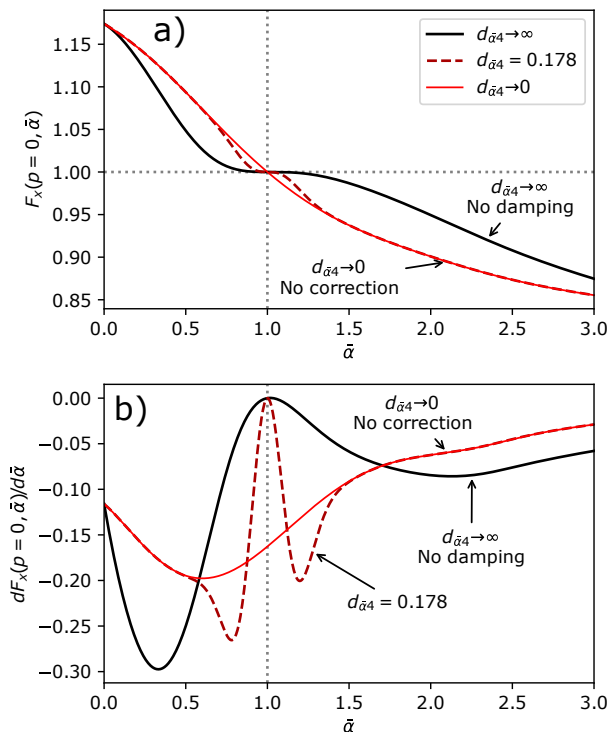 a)
d_{ᾱ4}→∞
d_{ᾱ4} = 0.178
d_{ᾱ4}→0
1.15
1.10
1.05
1.00
0.95
0.90
0.85
F_x(p = 0, ᾱ)
d_{ᾱ4}→∞
No damping
d_{ᾱ4}→0
No correction
0.0 0.5 1.0 1.5 2.0 2.5 3.0
ᾱ
b)
0.00
−0.05
−0.10
−0.15
−0.20
−0.25
−0.30
dF_x(p = 0, ᾱ)/dᾱ
d_{ᾱ4}→0
No correction
d_{ᾱ4}→∞
No damping
d_{ᾱ4} = 0.178
0.0 0.5 1.0 1.5 2.0 2.5 3.0
ᾱ